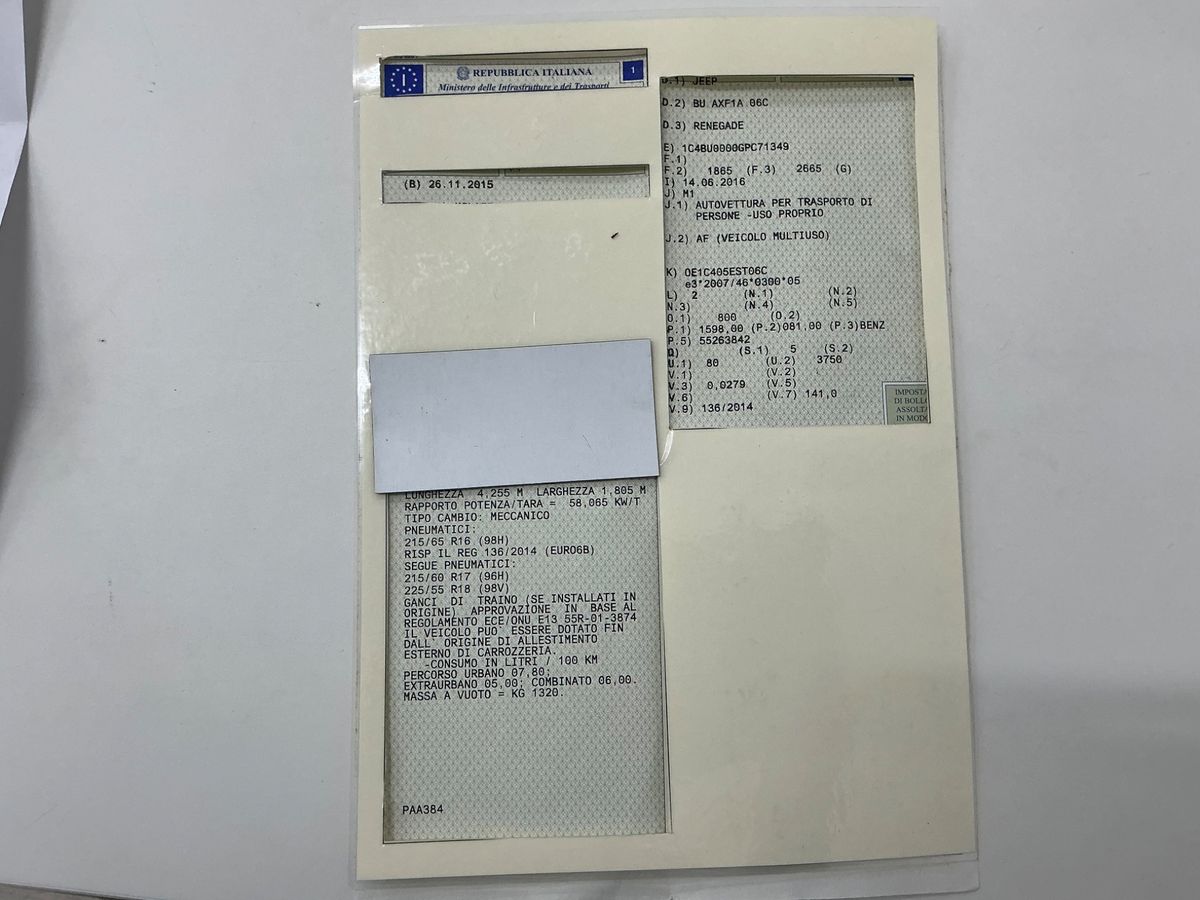 I
REPUBBLICA ITALIANA
1
Ministero delle Infrastrutture e dei Trasporti
(B) 26.11.2015
LUNGHEZZA 4,255 M LARGHEZZA 1,805 M
RAPPORTO POTENZA/TARA = 58,065 KW/T
TIPO CAMBIO: MECCANICO
PNEUMATICI:
215/65 R16 (98H)
RISP IL REG 136/2014 (EURO6B)
SEGUE PNEUMATICI:
215/60 R17 (96H)
225/55 R18 (98V)
GANCI DI TRAINO (SE INSTALLATI IN
ORIGINE) APPROVAZIONE IN BASE AL
REGOLAMENTO ECE/ONU E13 55R-01-3874
IL VEICOLO PUO` ESSERE DOTATO FIN
DALL` ORIGINE DI ALLESTIMENTO
ESTERNO DI CARROZZERIA.
-CONSUMO IN LITRI / 100 KM
PERCORSO URBANO 07,80;
EXTRAURBANO 05,00; COMBINATO 06,00.
MASSA A VUOTO = KG 1320.
PAA384
D.1) JEEP
D.2) BU AXF1A 06C
D.3) RENEGADE
E) 1C4BU0000GPC71349
F.1)
F.2) 1865 (F.3) 2665 (G)
I) 14.06.2016
J) M1
J.1) AUTOVETTURA PER TRASPORTO DI
PERSONE -USO PROPRIO
J.2) AF (VEICOLO MULTIUSO)
K) OE1C405EST06C
e3*2007/46*0300*05
L) 2 (N.1) (N.2)
N.3) (N.4) (N.5)
O.1) 800 (O.2)
P.1) 1598,00 (P.2)081.00 (P.3)BENZ
P.5) 55263842
Q) (S.1) 5 (S.2)
U.1) 80 (U.2) 3750
V.1) (V.2)
V.3) 0,0279 (V.5)
V.6) (V.7) 141,0
V.9) 136/2014
IMPOSTA
DI BOLLO
ASSOLTA
IN MODO